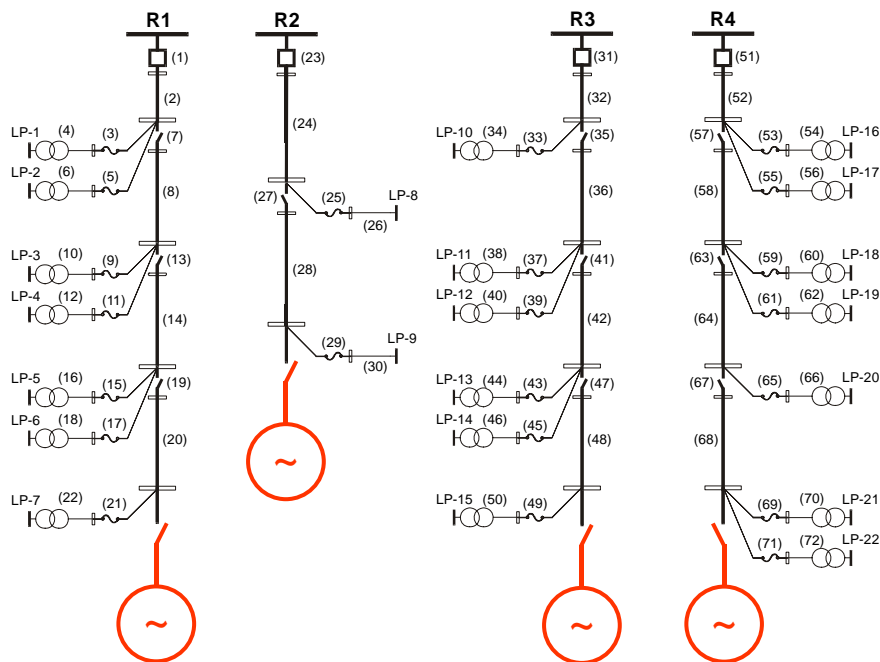 R1 R2 R3 R4
(1) (23) (31) (51)
(2) (24) (32) (52)
LP-1 (4) (3) (7)
LP-2 (6) (5)
(8)
LP-3 (10) (9) (13)
LP-4 (12) (11)
(14)
LP-5 (16) (15) (19)
LP-6 (18) (17)
(20)
LP-7 (22) (21)
~
(27) (25) LP-8
(26)
(28)
(29) LP-9
(30)
~
LP-10 (34) (33) (35)
(36)
LP-11 (38) (37) (41)
LP-12 (40) (39)
(42)
LP-13 (44) (43) (47)
LP-14 (46) (45)
(48)
LP-15 (50) (49)
~
(57) (53) (54) LP-16
(55) (56) LP-17
(58)
(63) (59) (60) LP-18
(61) (62) LP-19
(64)
(67) (65) (66) LP-20
(68)
(69) (70) LP-21
(71) (72) LP-22
~